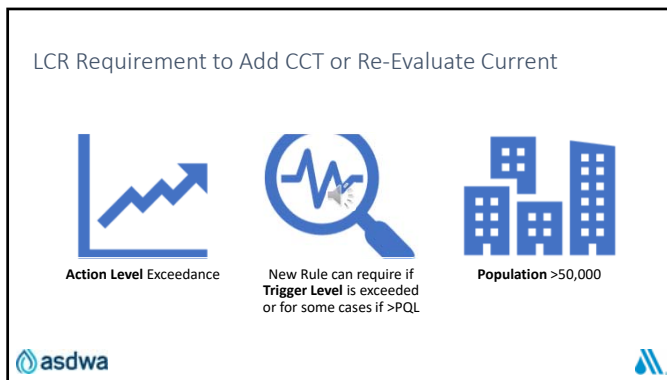 LCR Requirement to Add CCT or Re-Evaluate Current
Action Level Exceedance
New Rule can require if
Trigger Level is exceeded
or for some cases if >PQL
Population >50,000
asdwa